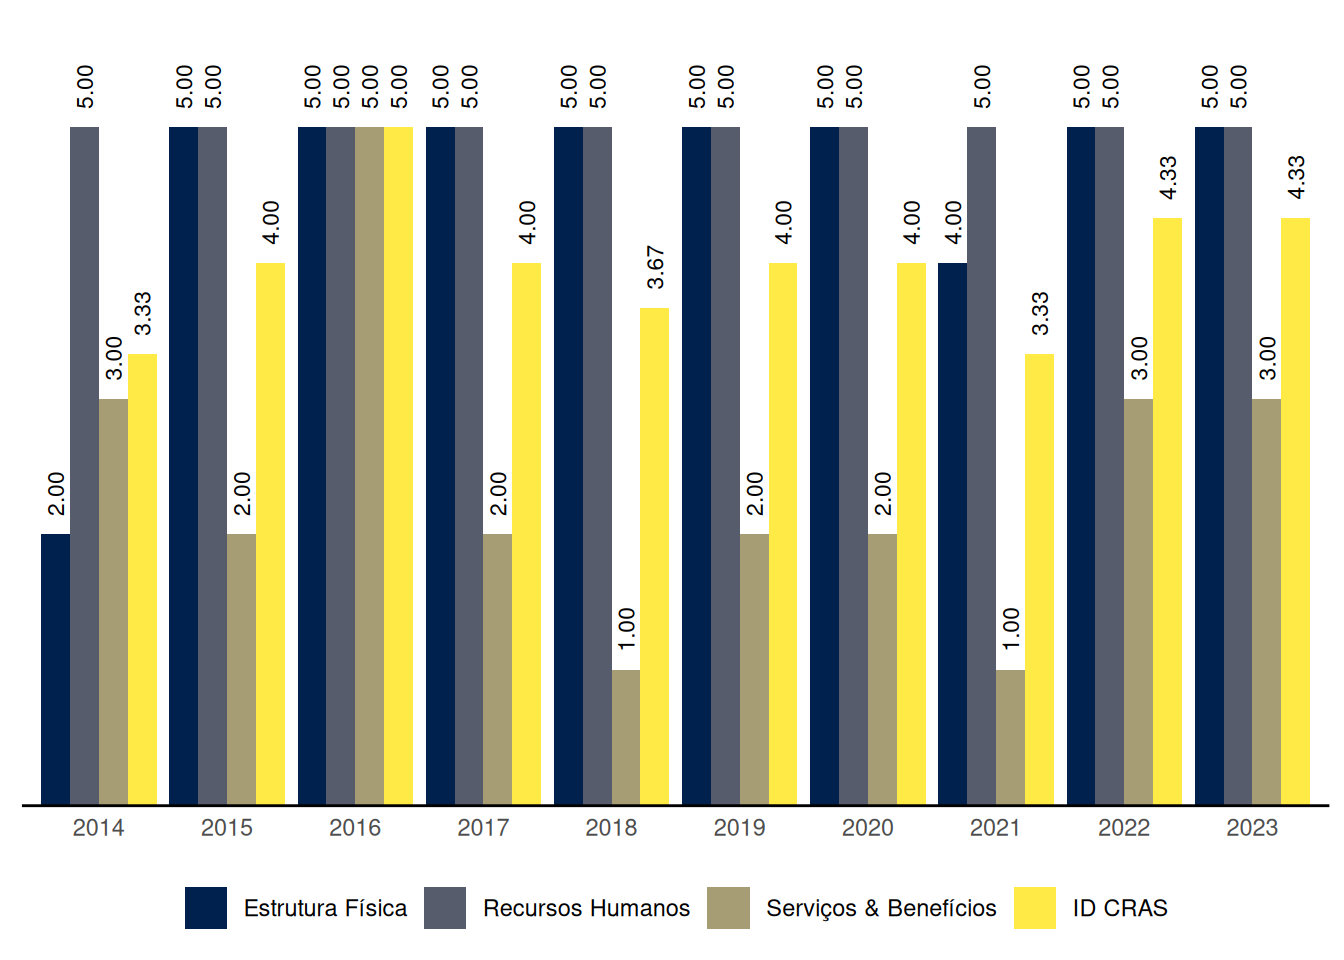 5.00 5.00 5.00 5.00 5.00 5.00 5.00 5.00 5.00 5.00 5.00 5.00 5.00 5.00 5.00 5.00 5.00 5.00 5.00 5.00
4.33 4.33
4.00 4.00 4.00 4.00 4.00
3.67
3.33 3.33
3.00 3.00 3.00
2.00 2.00 2.00 2.00 2.00
1.00 1.00
2014 2015 2016 2017 2018 2019 2020 2021 2022 2023
Estrutura Física Recursos Humanos Serviços & Benefícios ID CRAS